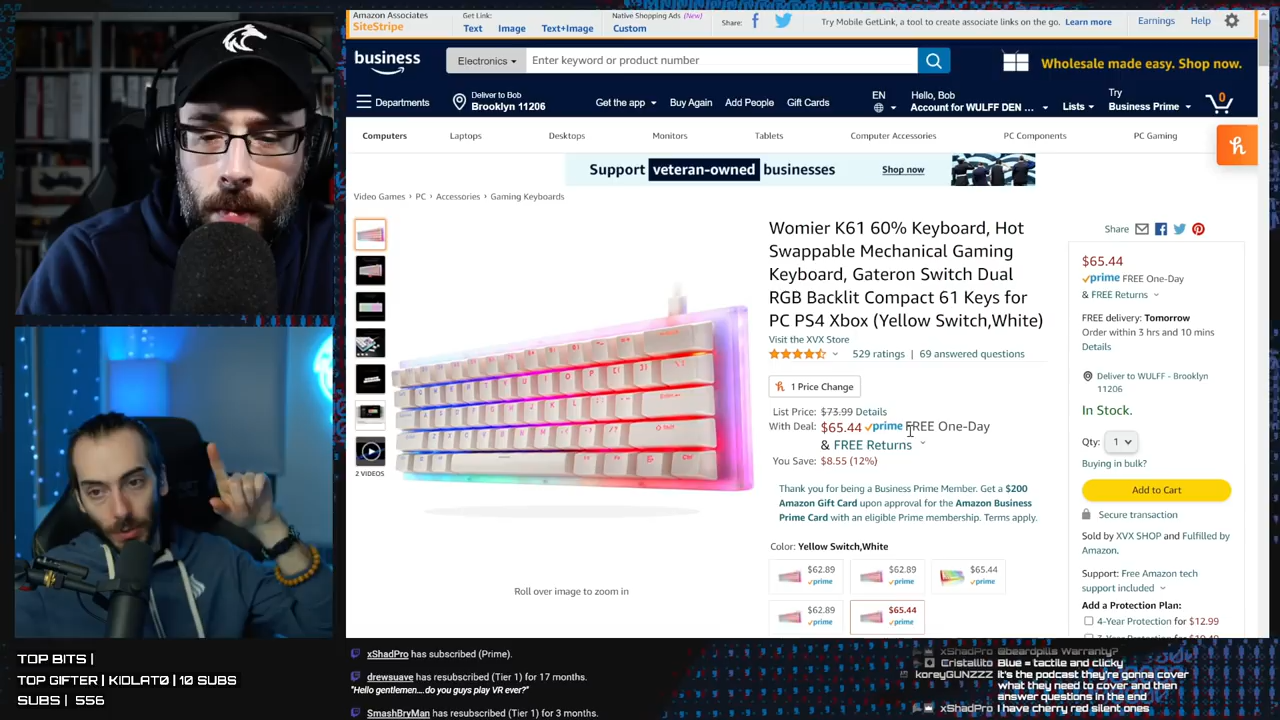 Amazon Associates
SiteStripe
Get Link:
Text Image Text+Image
Native Shopping Ads (New)
Custom
Share:
Try Mobile GetLink, a tool to create associate links on the go. Learn more
Earnings Help
business
Electronics
Enter keyword or product number
Wholesale made easy. Shop now.
Departments
Deliver to Bob
Brooklyn 11206
Get the app Buy Again Add People Gift Cards
EN
Hello, Bob
Account for WULFF DEN ...
Lists
Try
Business Prime
0
Computers Laptops Desktops Monitors Tablets Computer Accessories PC Components PC Gaming
Support veteran-owned businesses Shop now
Video Games › PC › Accessories › Gaming Keyboards
Womier K61 60% Keyboard, Hot
Swappable Mechanical Gaming
Keyboard, Gateron Switch Dual
RGB Backlit Compact 61 Keys for
PC PS4 Xbox (Yellow Switch,White)
Visit the XVX Store
529 ratings | 69 answered questions
1 Price Change
List Price: $73.99 Details
With Deal: $65.44 prime FREE One-Day
& FREE Returns
You Save: $8.55 (12%)
Thank you for being a Business Prime Member. Get a $200
Amazon Gift Card upon approval for the Amazon Business
Prime Card with an eligible Prime membership. Terms apply.
Color: Yellow Switch,White
$62.89
prime
$62.89
prime
$65.44
prime
$62.89
prime
$65.44
prime
2 VIDEOS
Roll over image to zoom in
Share
$65.44
prime FREE One-Day
& FREE Returns
FREE delivery: Tomorrow
Order within 3 hrs and 10 mins
Details
Deliver to WULFF - Brooklyn
11206
In Stock.
Qty: 1
Buying in bulk?
Add to Cart
Secure transaction
Sold by XVX SHOP and Fulfilled by
Amazon.
Support: Free Amazon tech
support included
Add a Protection Plan:
4-Year Protection for $12.99
TOP BITS |
TOP GIFTER | KIDLAT0 | 10 SUBS
SUBS | 556
xShadPro has subscribed (Prime).
drewsuave has resubscribed (Tier 1) for 17 months.
"Hello gentlemen....do you guys play VR ever?"
SmashBryMan has resubscribed (Tier 1) for 3 months.
xShadPro @beardpills Warranty?
Cristallito Blue = tactile and clicky
koreyGUNZZZ It's the podcast they're gonna cover
what they need to cover and then
answer questions in the end
xShadPro I have cherry red silent ones